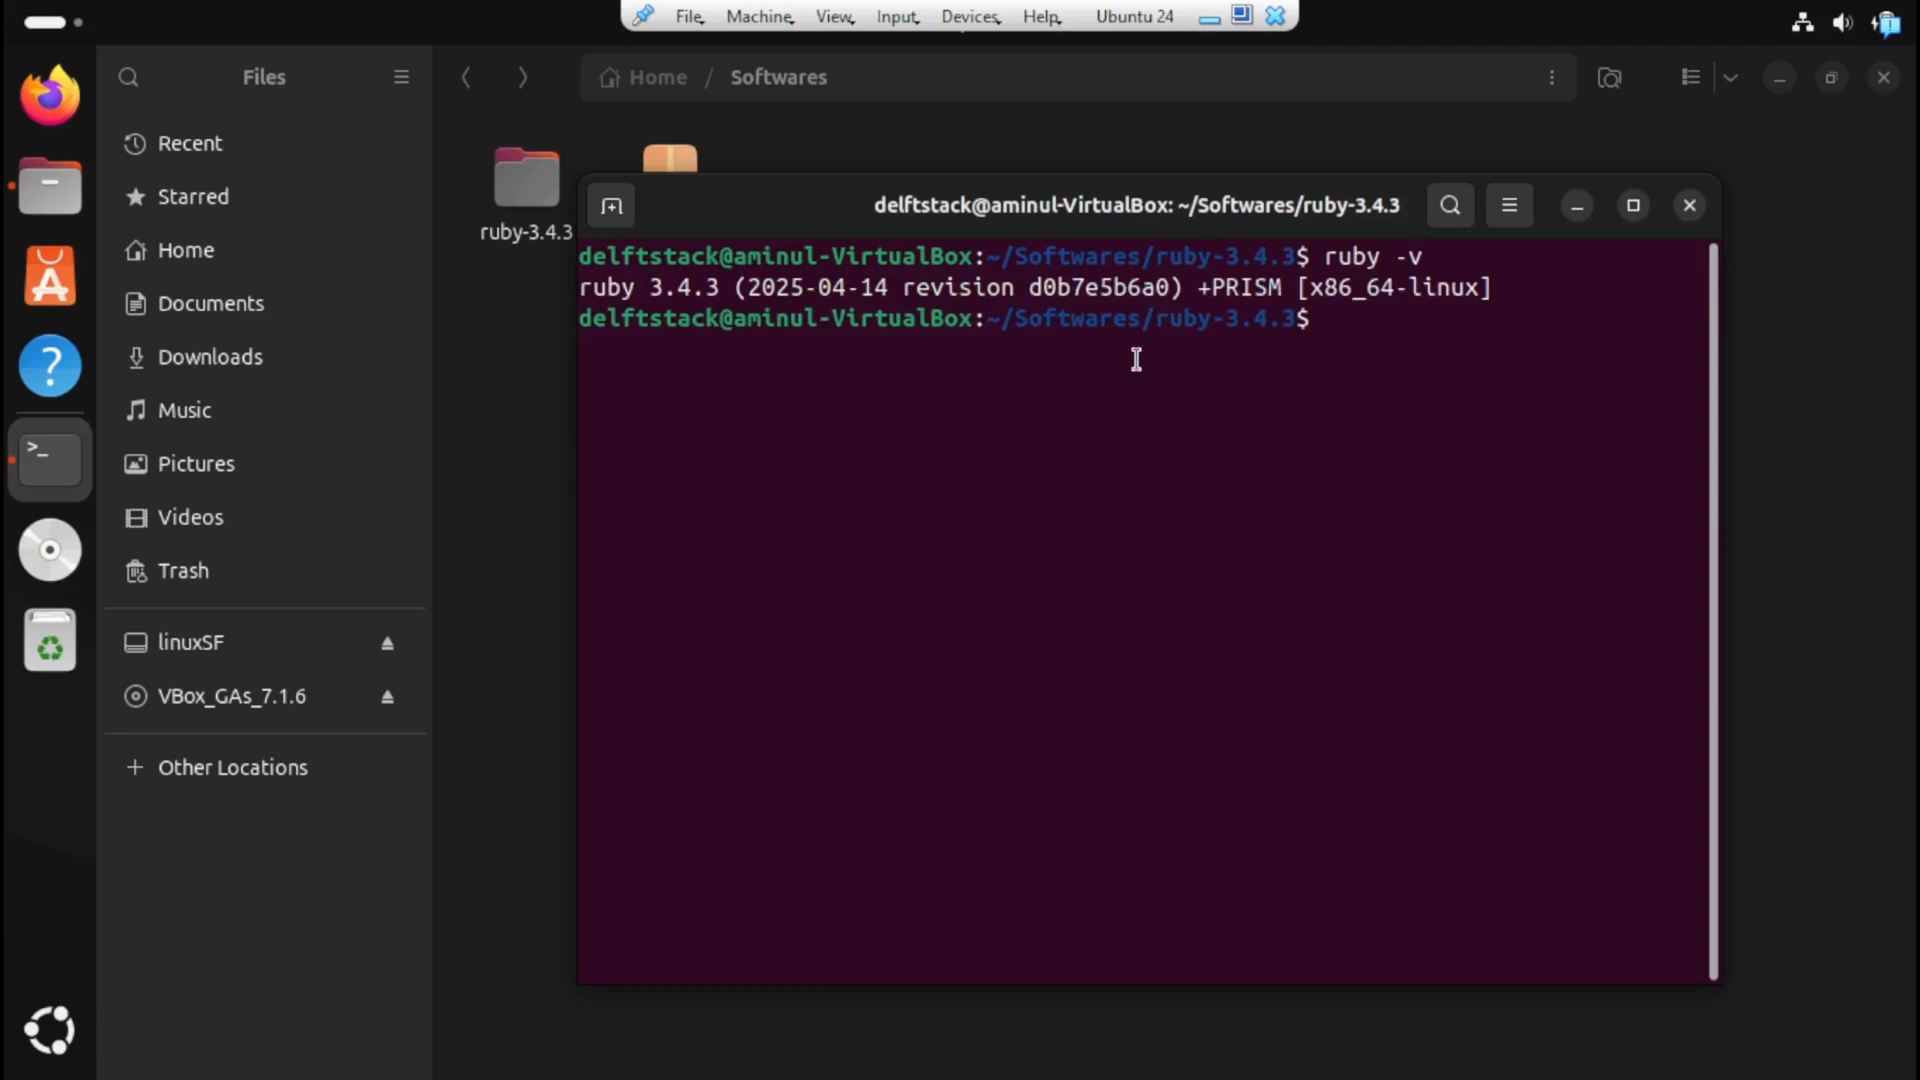 File Machine View Input Devices Help Ubuntu 24
Files
Home / Softwares
Recent
Starred
Home
Documents
Downloads
Music
Pictures
Videos
Trash
linuxSF
VBox_GAs_7.1.6
+ Other Locations
ruby-3.4.3
delftstack@aminul-VirtualBox: ~/Softwares/ruby-3.4.3
delftstack@aminul-VirtualBox:~/Softwares/ruby-3.4.3$ ruby -v
ruby 3.4.3 (2025-04-14 revision d0b7e5b6a0) +PRISM [x86_64-linux]
delftstack@aminul-VirtualBox:~/Softwares/ruby-3.4.3$